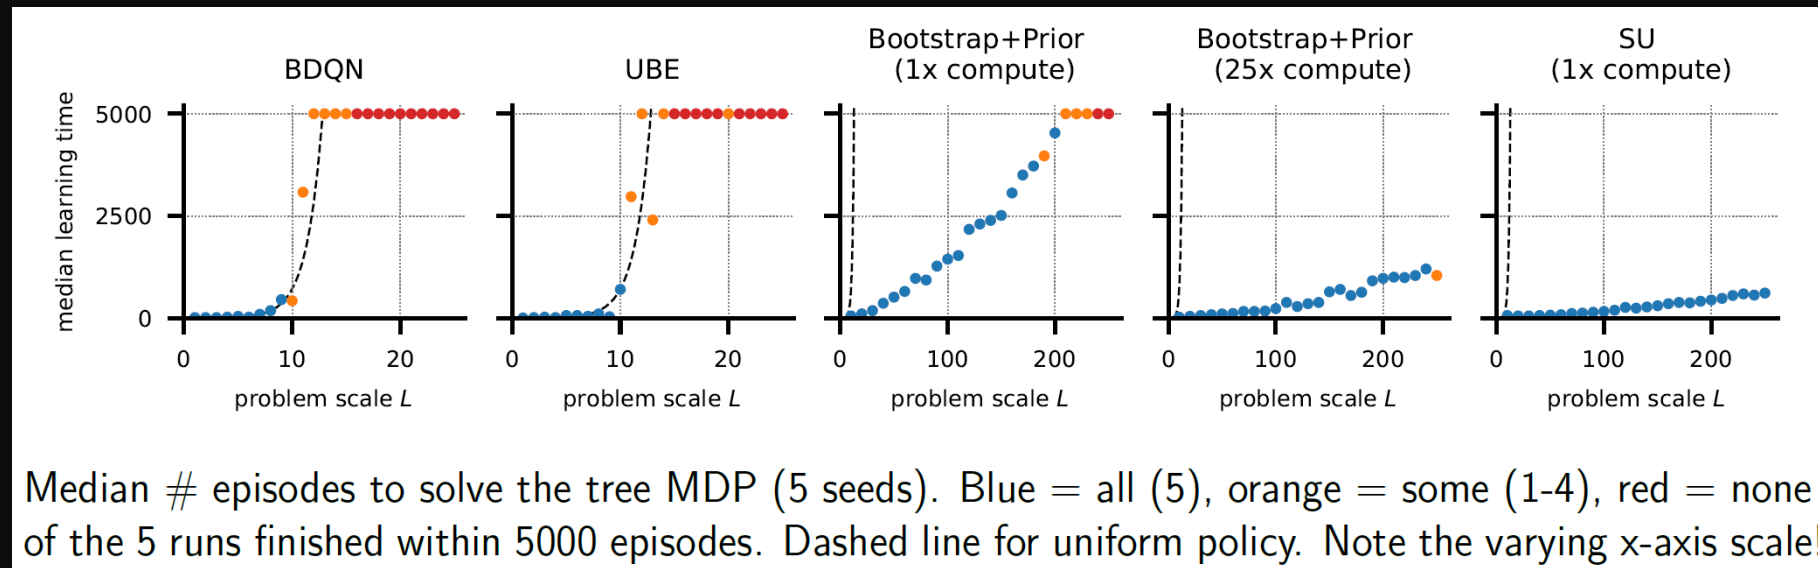 BDQN
UBE
Bootstrap+Prior
(1x compute)
Bootstrap+Prior
(25x compute)
SU
(1x compute)
median learning time
5000
2500
0
0 10 20
0 10 20
0 100 200
0 100 200
0 100 200
problem scale L
problem scale L
problem scale L
problem scale L
problem scale L
Median # episodes to solve the tree MDP (5 seeds). Blue = all (5), orange = some (1-4), red = none
of the 5 runs finished within 5000 episodes. Dashed line for uniform policy. Note the varying x-axis scale!